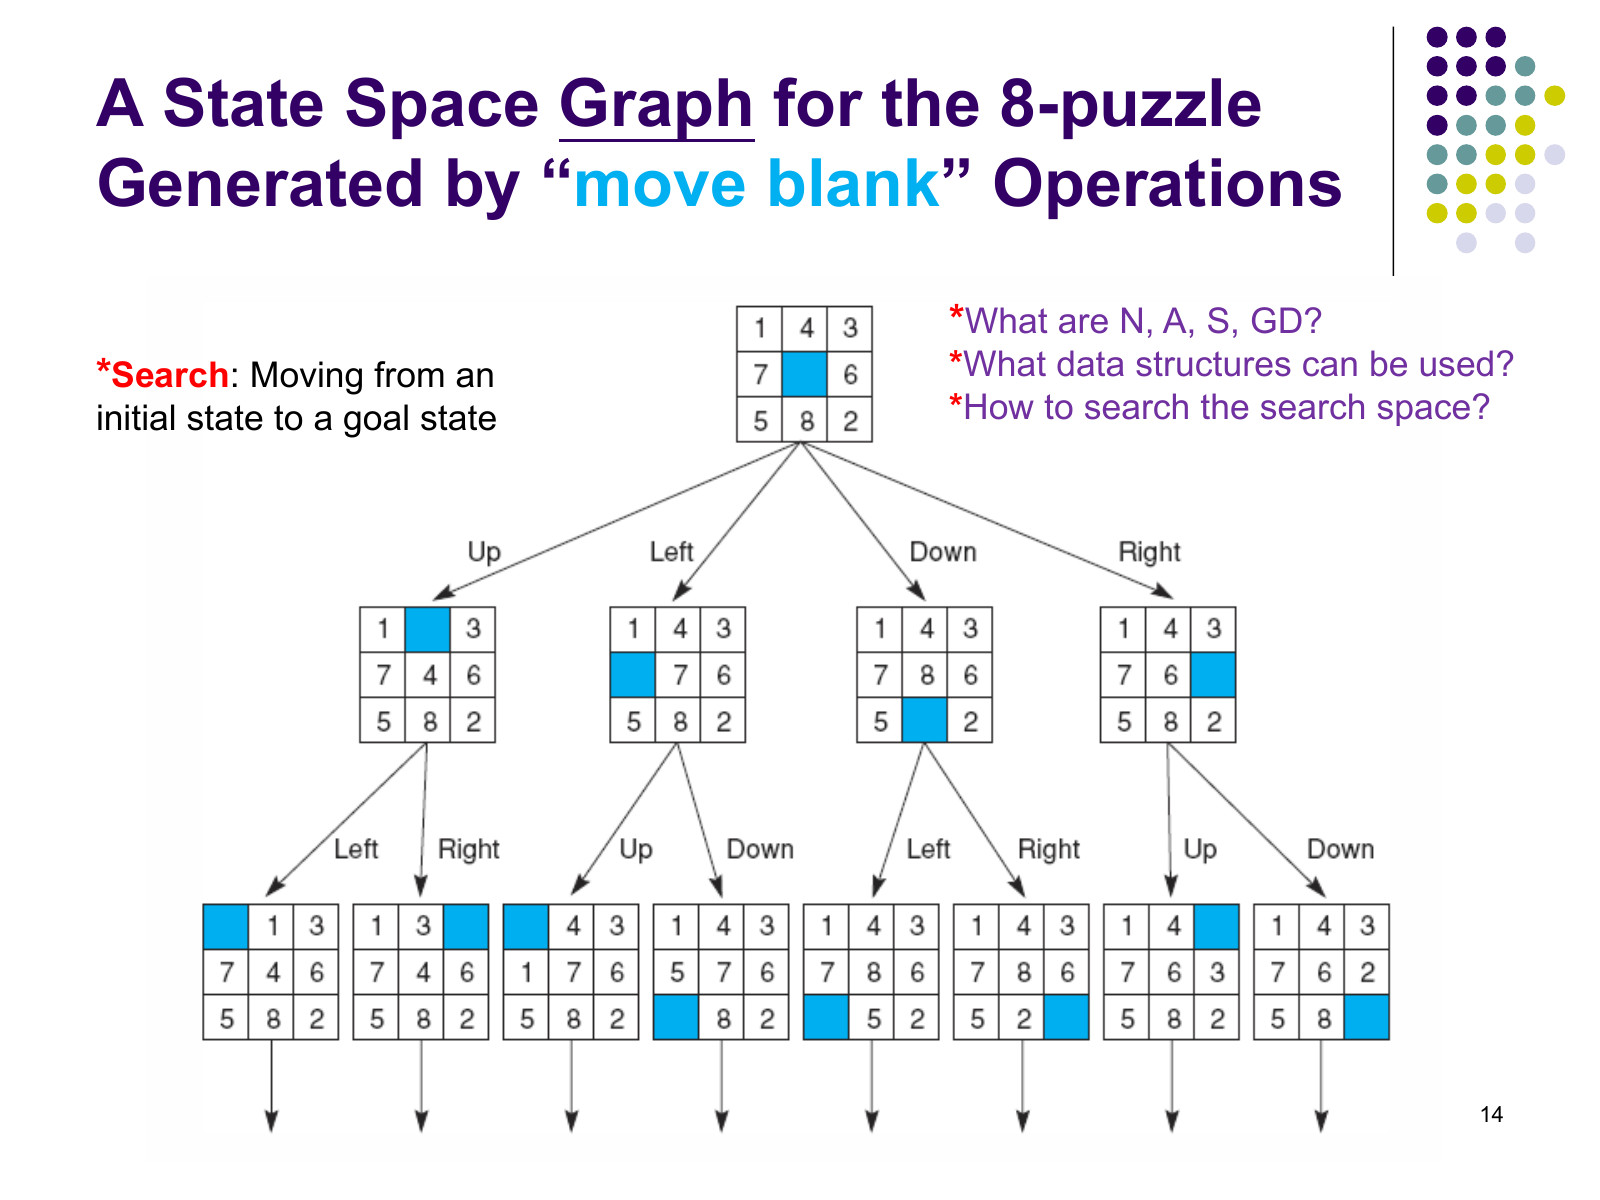 A State Space Graph for the 8-puzzle
Generated by “move blank” Operations
*Search: Moving from an
initial state to a goal state
*What are N, A, S, GD?
*What data structures can be used?
*How to search the search space?
1 4 3
7 6
5 8 2
Up Left Down Right
1 3 1 4 3 1 4 3 1 4 3
7 4 6 7 6 7 8 6 7 6
5 8 2 5 8 2 5 2 5 8 2
Left Right Up Down Left Right Up Down
1 3 1 3 4 3 1 4 3 1 4 3 1 4 3 1 4 1 4 3
7 4 6 7 4 6 1 7 6 5 7 6 7 8 6 7 8 6 7 6 3 7 6 2
5 8 2 5 8 2 5 8 2 8 2 5 2 5 2 5 8 2 5 8
14